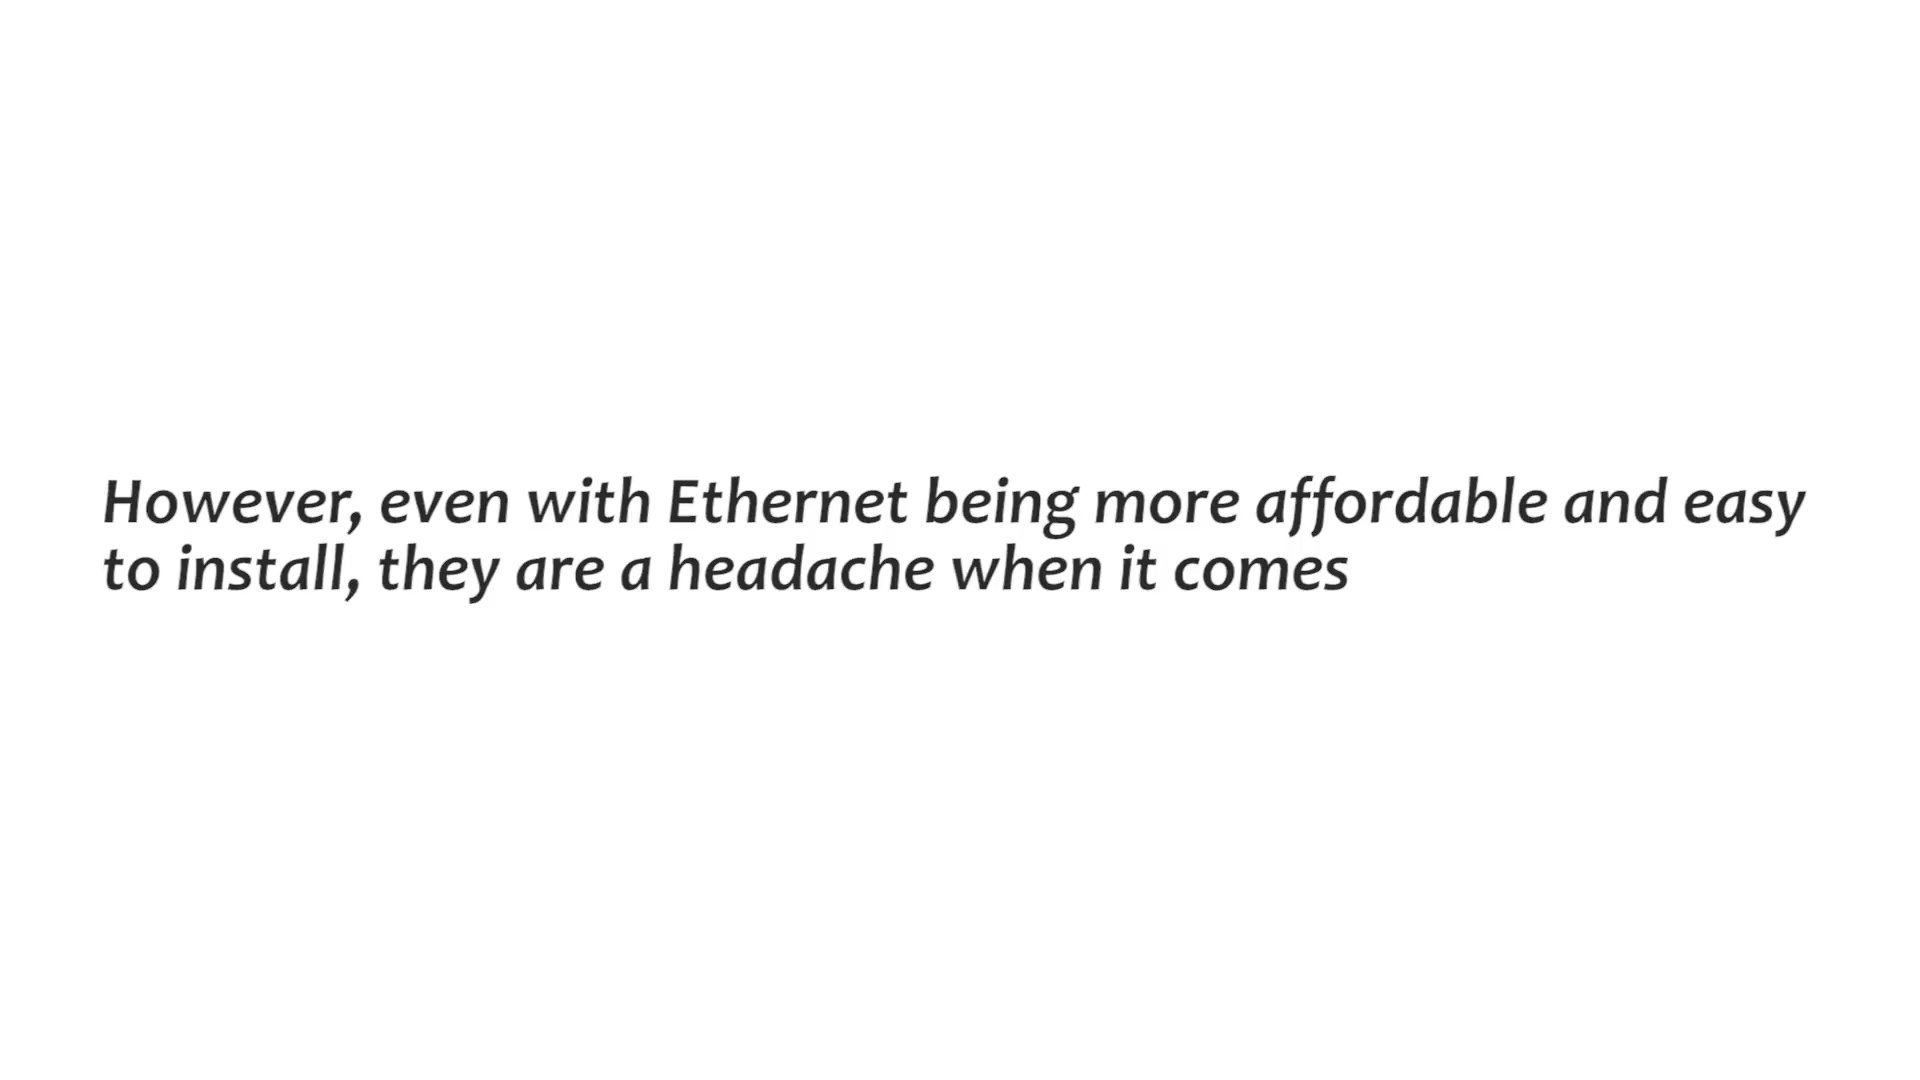 However, even with Ethernet being more affordable and easy
to install, they are a headache when it comes